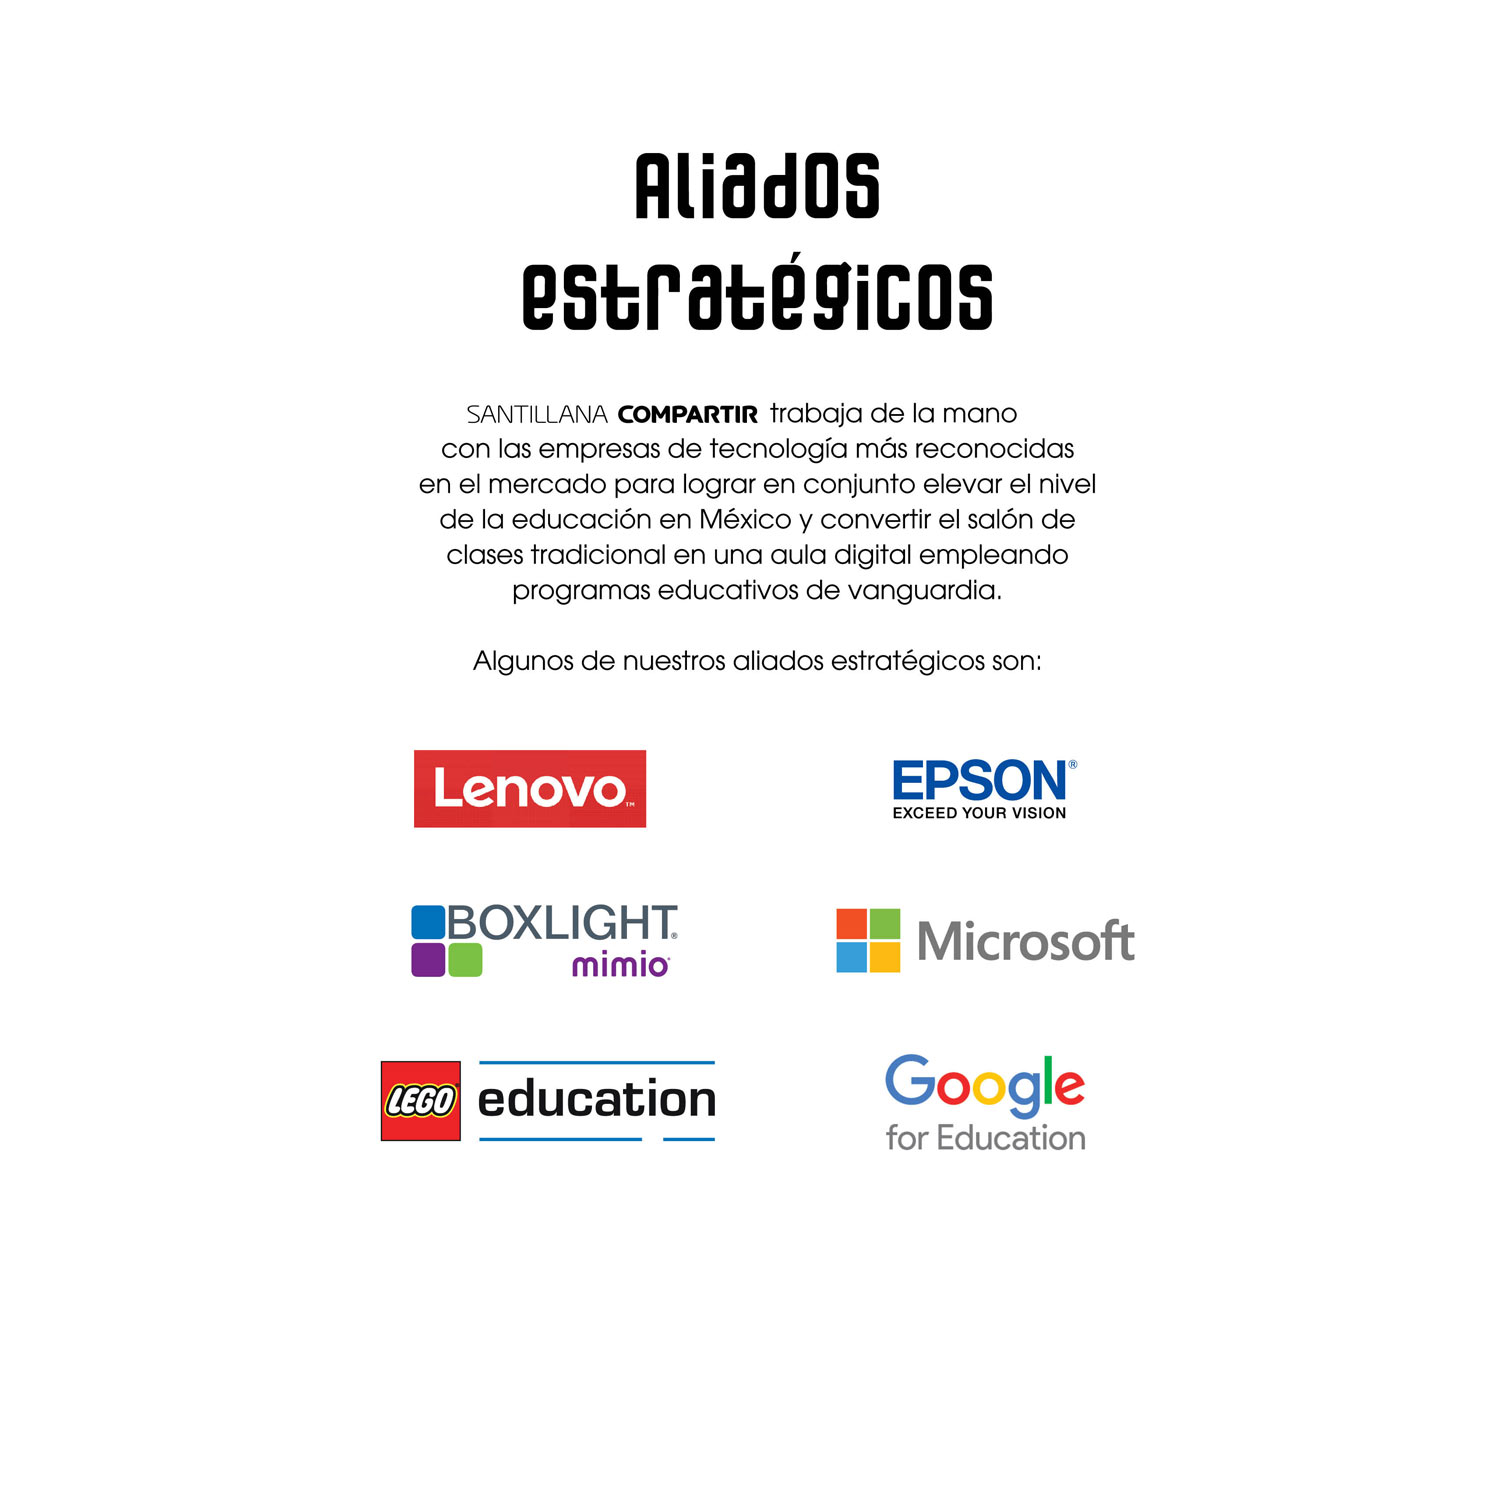 Aliados
estratégicos
SANTILLANA COMPARTIR trabaja de la mano
con las empresas de tecnología más reconocidas
en el mercado para lograr en conjunto elevar el nivel
de la educación en México y convertir el salón de
clases tradicional en una aula digital empleando
programas educativos de vanguardia.
Algunos de nuestros aliados estratégicos son:
Lenovo™
EPSON®
EXCEED YOUR VISION
BOXLIGHT®
mimio®
Microsoft
LEGO education
Google
for Education